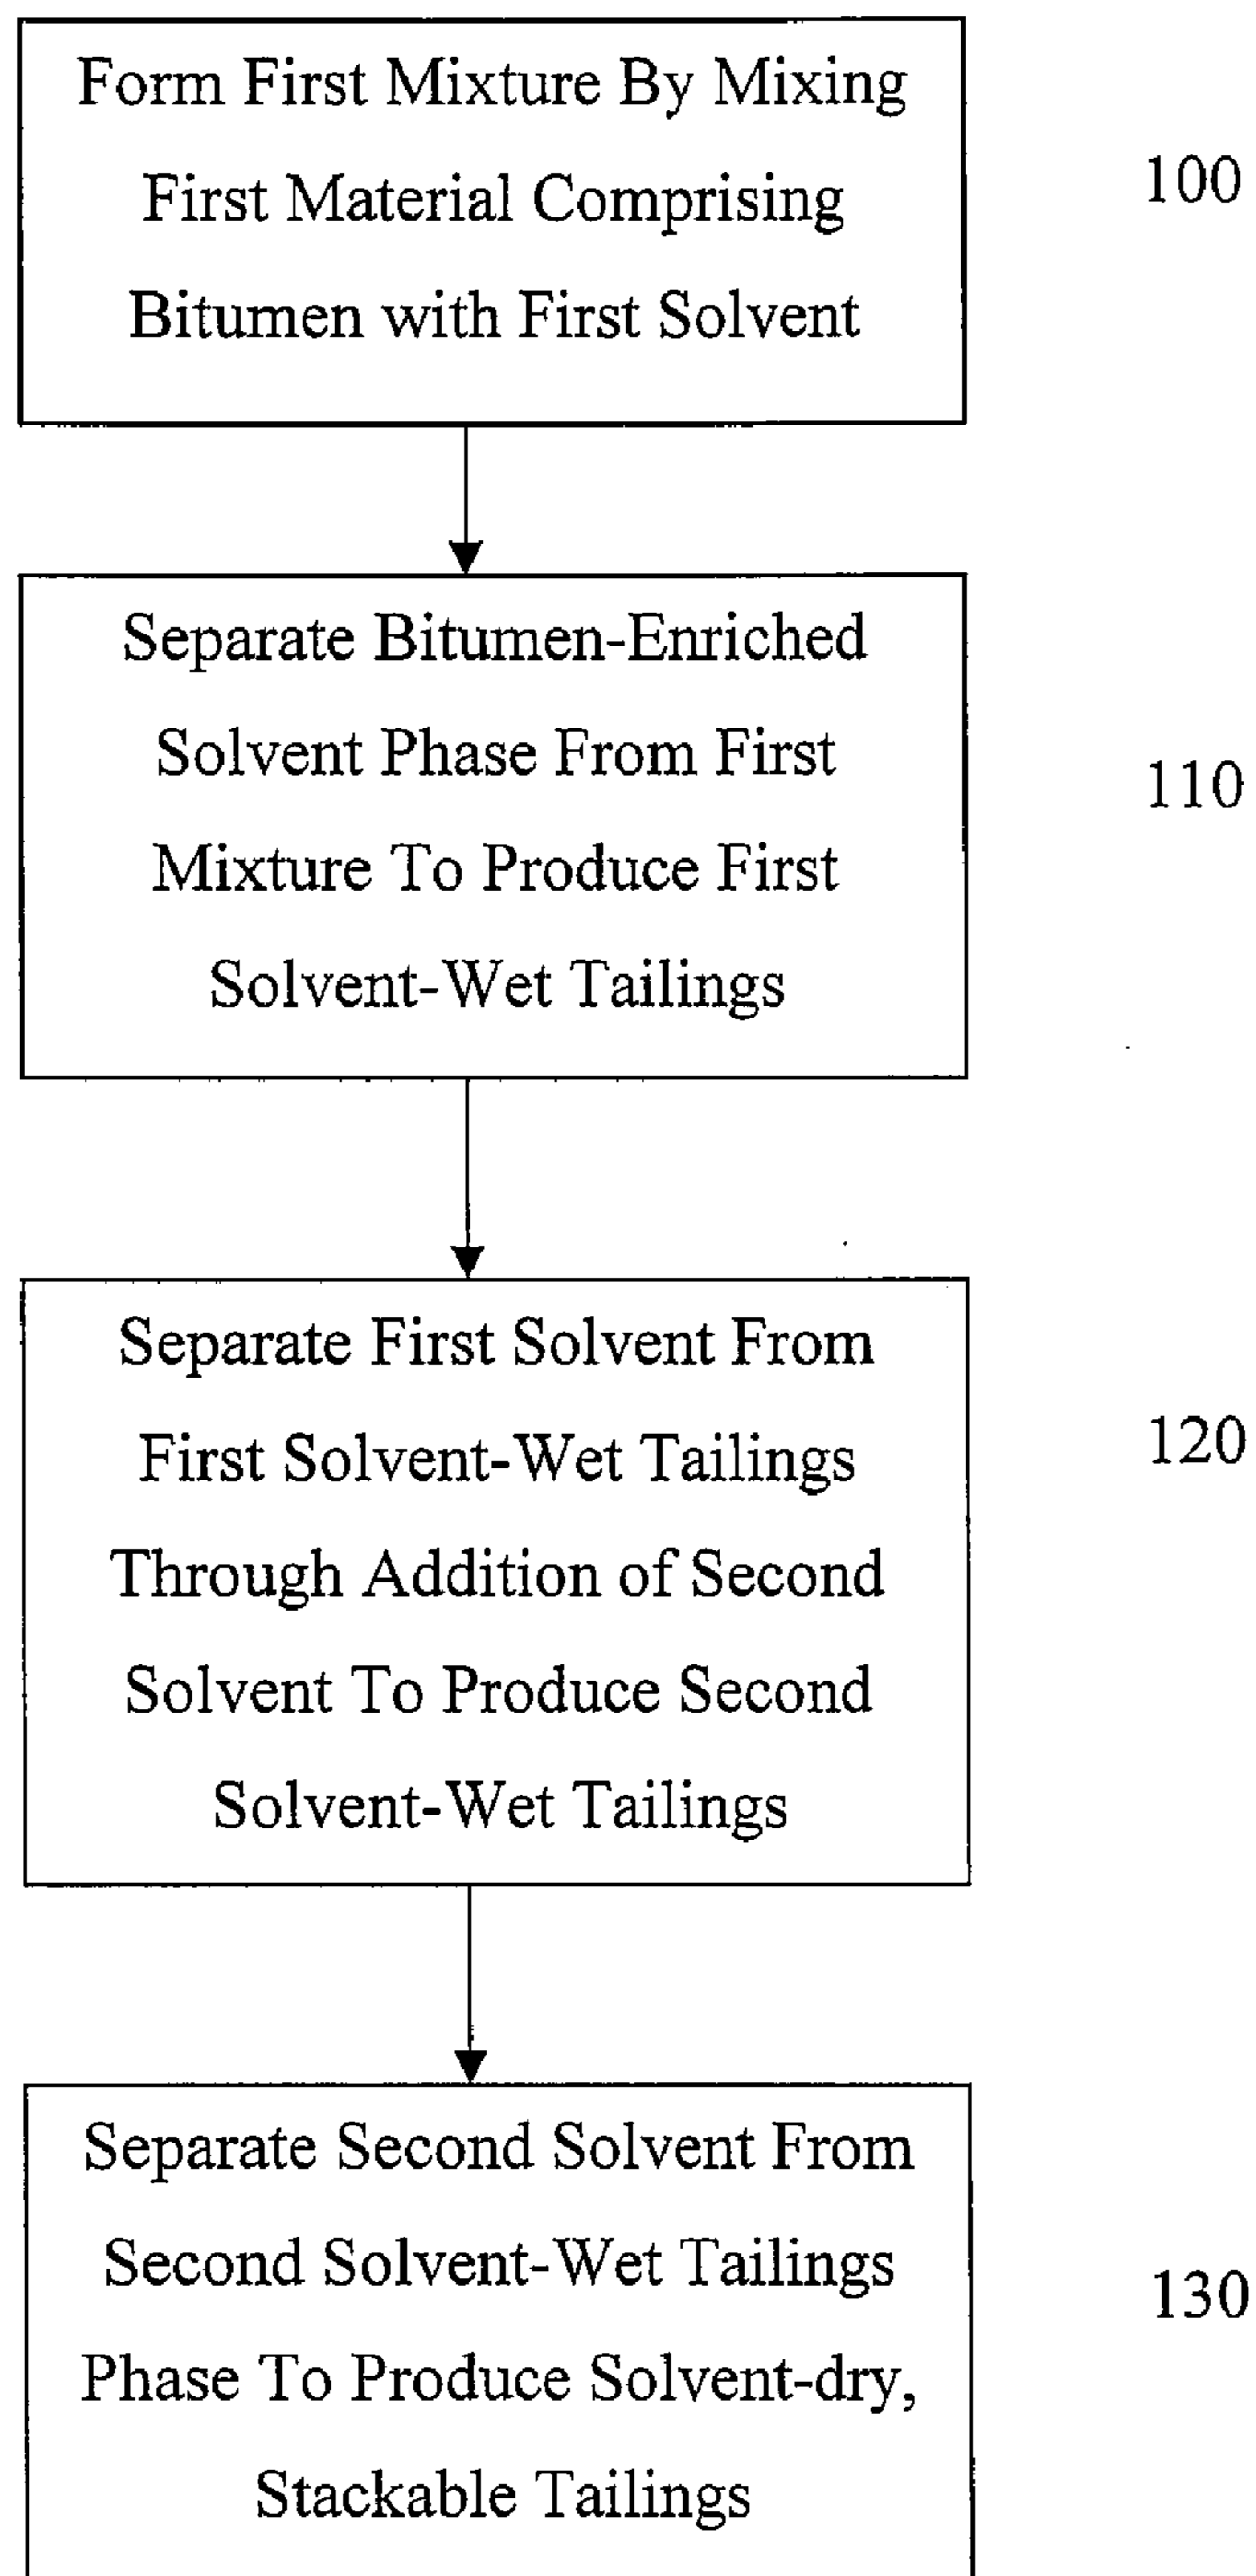 Form First Mixture By Mixing
First Material Comprising
Bitumen with First Solvent
100
Separate Bitumen-Enriched
Solvent Phase From First
Mixture To Produce First
Solvent-Wet Tailings
110
Separate First Solvent From
First Solvent-Wet Tailings
Through Addition of Second
Solvent To Produce Second
Solvent-Wet Tailings
120
Separate Second Solvent From
Second Solvent-Wet Tailings
Phase To Produce Solvent-dry,
Stackable Tailings
130